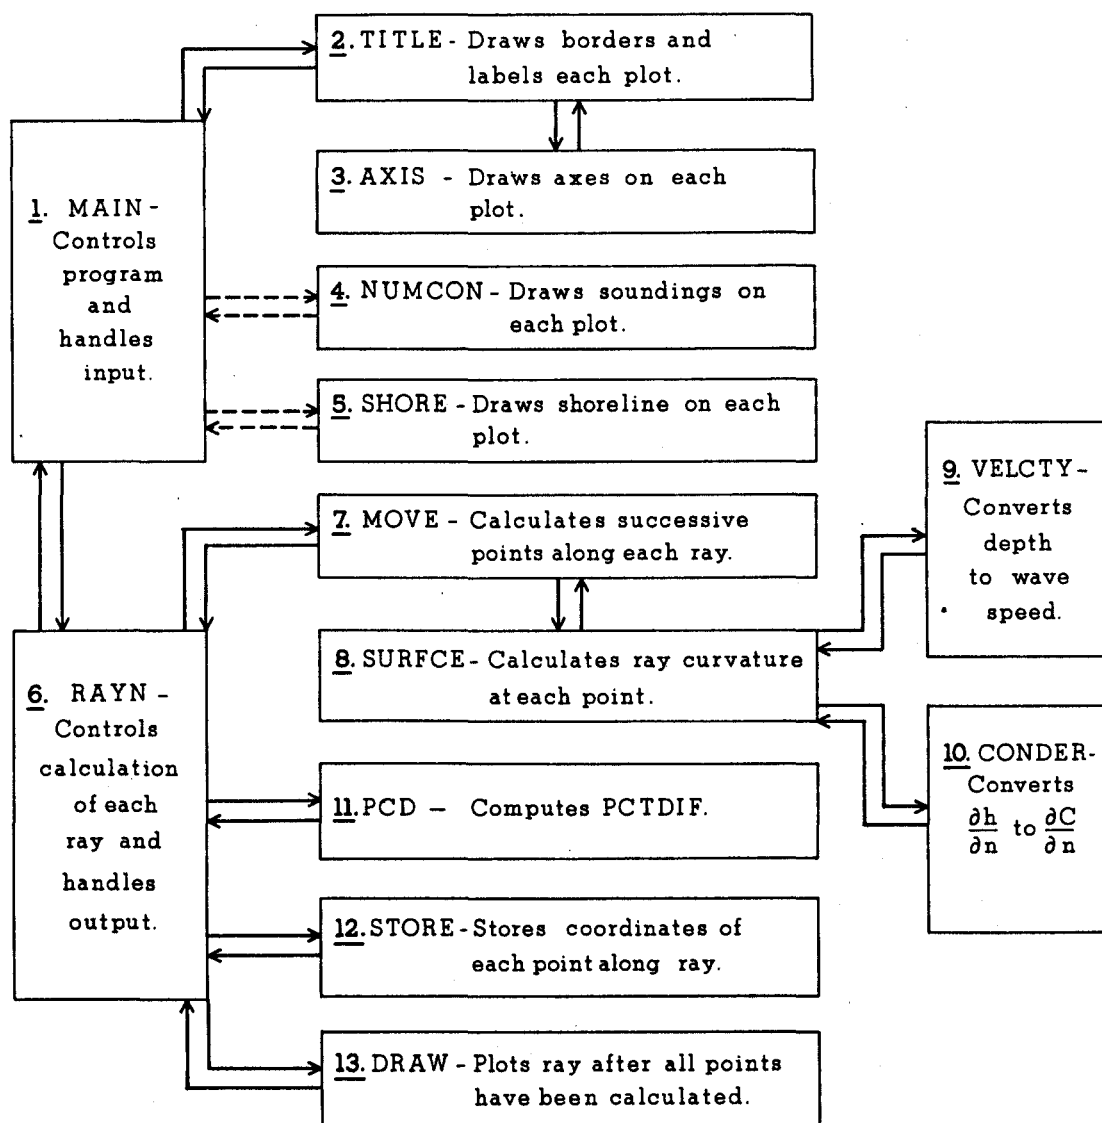 2. TITLE - Draws borders and
labels each plot.
3. AXIS - Draws axes on each
plot.
1. MAIN -
Controls
program
and
handles
input.
4. NUMCON - Draws soundings on
each plot.
5. SHORE - Draws shoreline on each
plot.
9. VELCTY -
Converts
depth
to wave
speed.
7. MOVE - Calculates successive
points along each ray.
8. SURFCE - Calculates ray curvature
at each point.
6. RAYN -
Controls
calculation
of each
ray and
handles
output.
10. CONDER-
Converts
∂h/∂n to ∂C/∂n
11. PCD — Computes PCTDIF.
12. STORE - Stores coordinates of
each point along ray.
13. DRAW - Plots ray after all points
have been calculated.